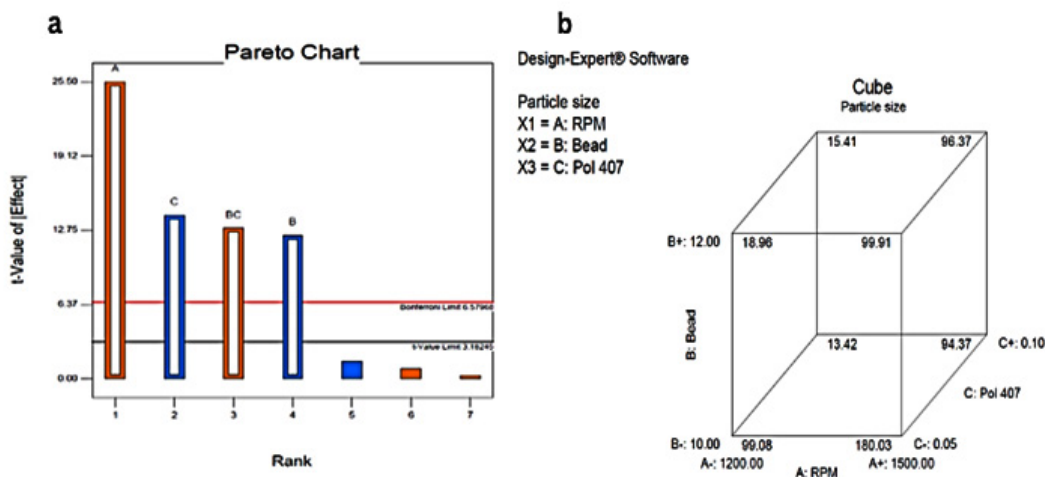 a
Pareto Chart
t-Value of |Effect|
25.50
19.12
12.75
6.37
0.00
A
C
BC
B
Bonferroni Limit 6.57968
t-Value Limit 3.18245
1 2 3 4 5 6 7
Rank
b
Design-Expert® Software
Particle size
X1 = A: RPM
X2 = B: Bead
X3 = C: Pol 407
Cube
Particle size
15.41 96.37
B+: 12.00 18.96 99.91
B: Bead
13.42 94.37 C+: 0.10
C: Pol 407
B-: 10.00 99.08 180.03 C-: 0.05
A-: 1200.00 A+: 1500.00
A: RPM